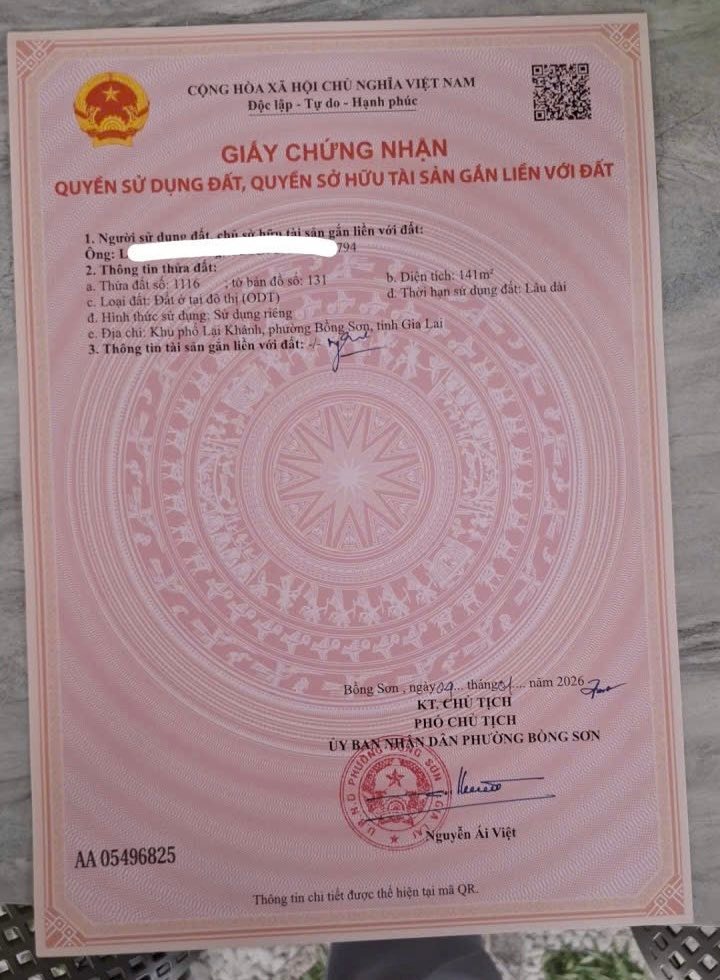 CỘNG HÒA XÃ HỘI CHỦ NGHĨA VIỆT NAM
Độc lập - Tự do - Hạnh phúc
GIẤY CHỨNG NHẬN
QUYỀN SỬ DỤNG ĐẤT, QUYỀN SỞ HỮU TÀI SẢN GẮN LIỀN VỚI ĐẤT
1. Người sử dụng đất, chủ sở hữu tài sản gắn liền với đất:
Ông: L 794
2. Thông tin thửa đất:
a. Thửa đất số: 1116 , tờ bản đồ số: 131 b. Diện tích: 141m²
c. Loại đất: Đất ở tại đô thị (ODT) d. Thời hạn sử dụng đất: Lâu dài
đ. Hình thức sử dụng: Sử dụng riêng
e. Địa chỉ: Khu phố Lại Khánh, phường Bồng Sơn, tỉnh Gia Lai
3. Thông tin tài sản gắn liền với đất: -/-
Bồng Sơn , ngày 09... tháng 01.... năm 2026
KT. CHỦ TỊCH
PHÓ CHỦ TỊCH
ỦY BAN NHÂN DÂN PHƯỜNG BỒNG SƠN
U.B.N.D PHƯỜNG BỒNG SƠN
GIA LAI
Nguyễn Ái Việt
AA 05496825
Thông tin chi tiết được thể hiện tại mã QR.